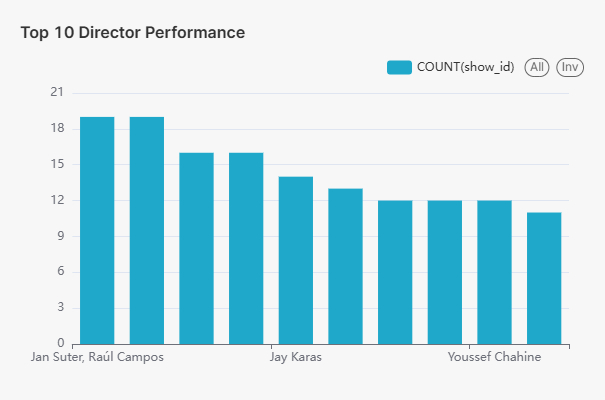 Top 10 Director Performance
COUNT(show_id) All Inv
21
18
15
12
9
6
3
0
Jan Suter, Raúl Campos Jay Karas Youssef Chahine